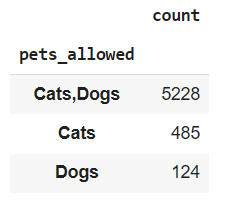 count
pets_allowed
Cats,Dogs 5228
Cats 485
Dogs 124